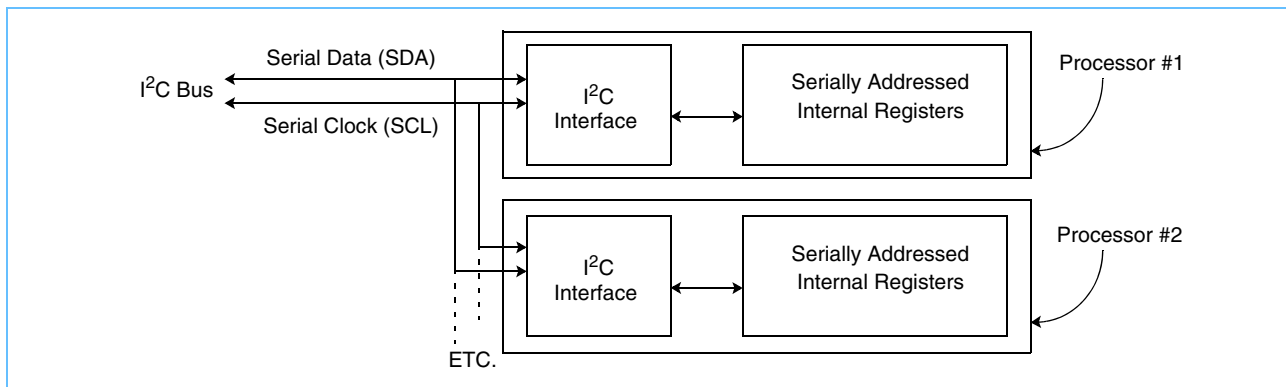 Serial Data (SDA)
I²C Bus
Serial Clock (SCL)
I²C
Interface
Serially Addressed
Internal Registers
Processor #1
I²C
Interface
Serially Addressed
Internal Registers
Processor #2
ETC.